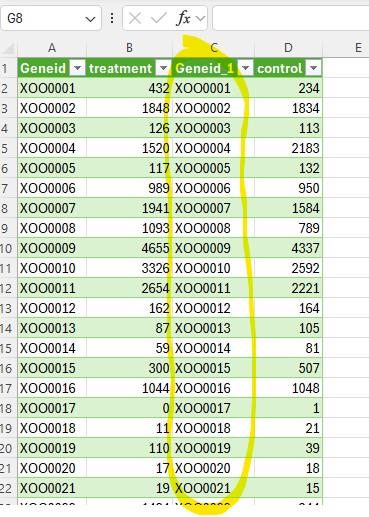 G8 fx
A B C D E
1 Geneid treatment Geneid_1 control
2 XOO0001 432 XOO0001 234
3 XOO0002 1848 XOO0002 1834
4 XOO0003 126 XOO0003 113
5 XOO0004 1520 XOO0004 2183
6 XOO0005 117 XOO0005 132
7 XOO0006 989 XOO0006 950
8 XOO0007 1941 XOO0007 1584
9 XOO0008 1093 XOO0008 789
10 XOO0009 4655 XOO0009 4337
11 XOO0010 3326 XOO0010 2592
12 XOO0011 2654 XOO0011 2221
13 XOO0012 162 XOO0012 164
14 XOO0013 87 XOO0013 105
15 XOO0014 59 XOO0014 81
16 XOO0015 300 XOO0015 507
17 XOO0016 1044 XOO0016 1048
18 XOO0017 0 XOO0017 1
19 XOO0018 11 XOO0018 21
20 XOO0019 110 XOO0019 39
21 XOO0020 17 XOO0020 18
22 XOO0021 19 XOO0021 15